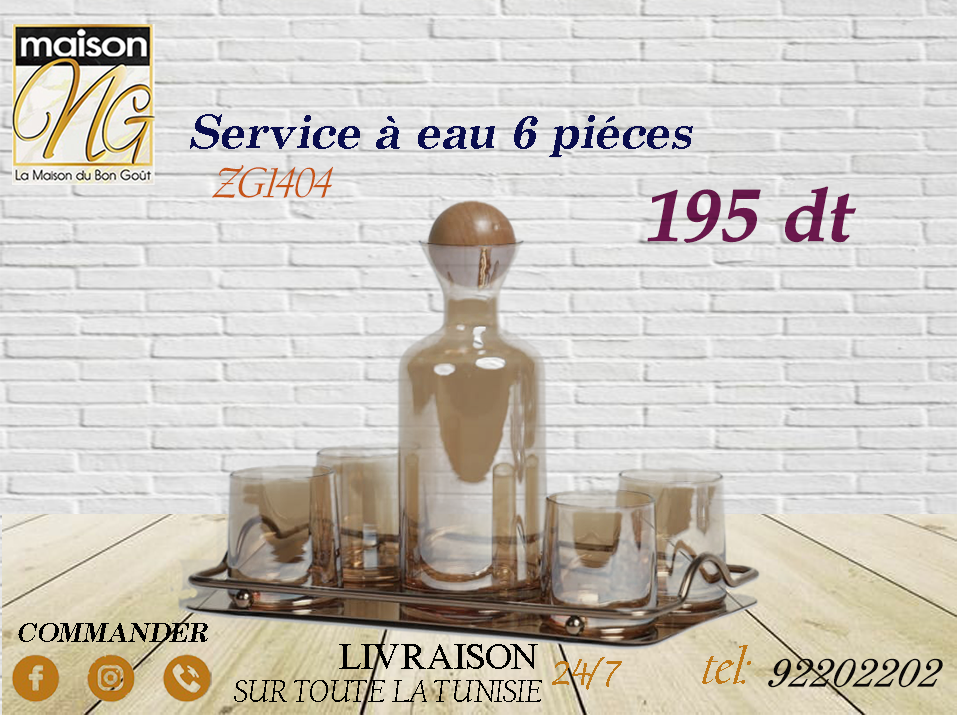 maison
NG
La Maison du Bon Goût
Service à eau 6 piéces
ZG1404
195 dt
COMMANDER
LIVRAISON
SUR TOUTE LA TUNISIE
24/7
tel: 92202202